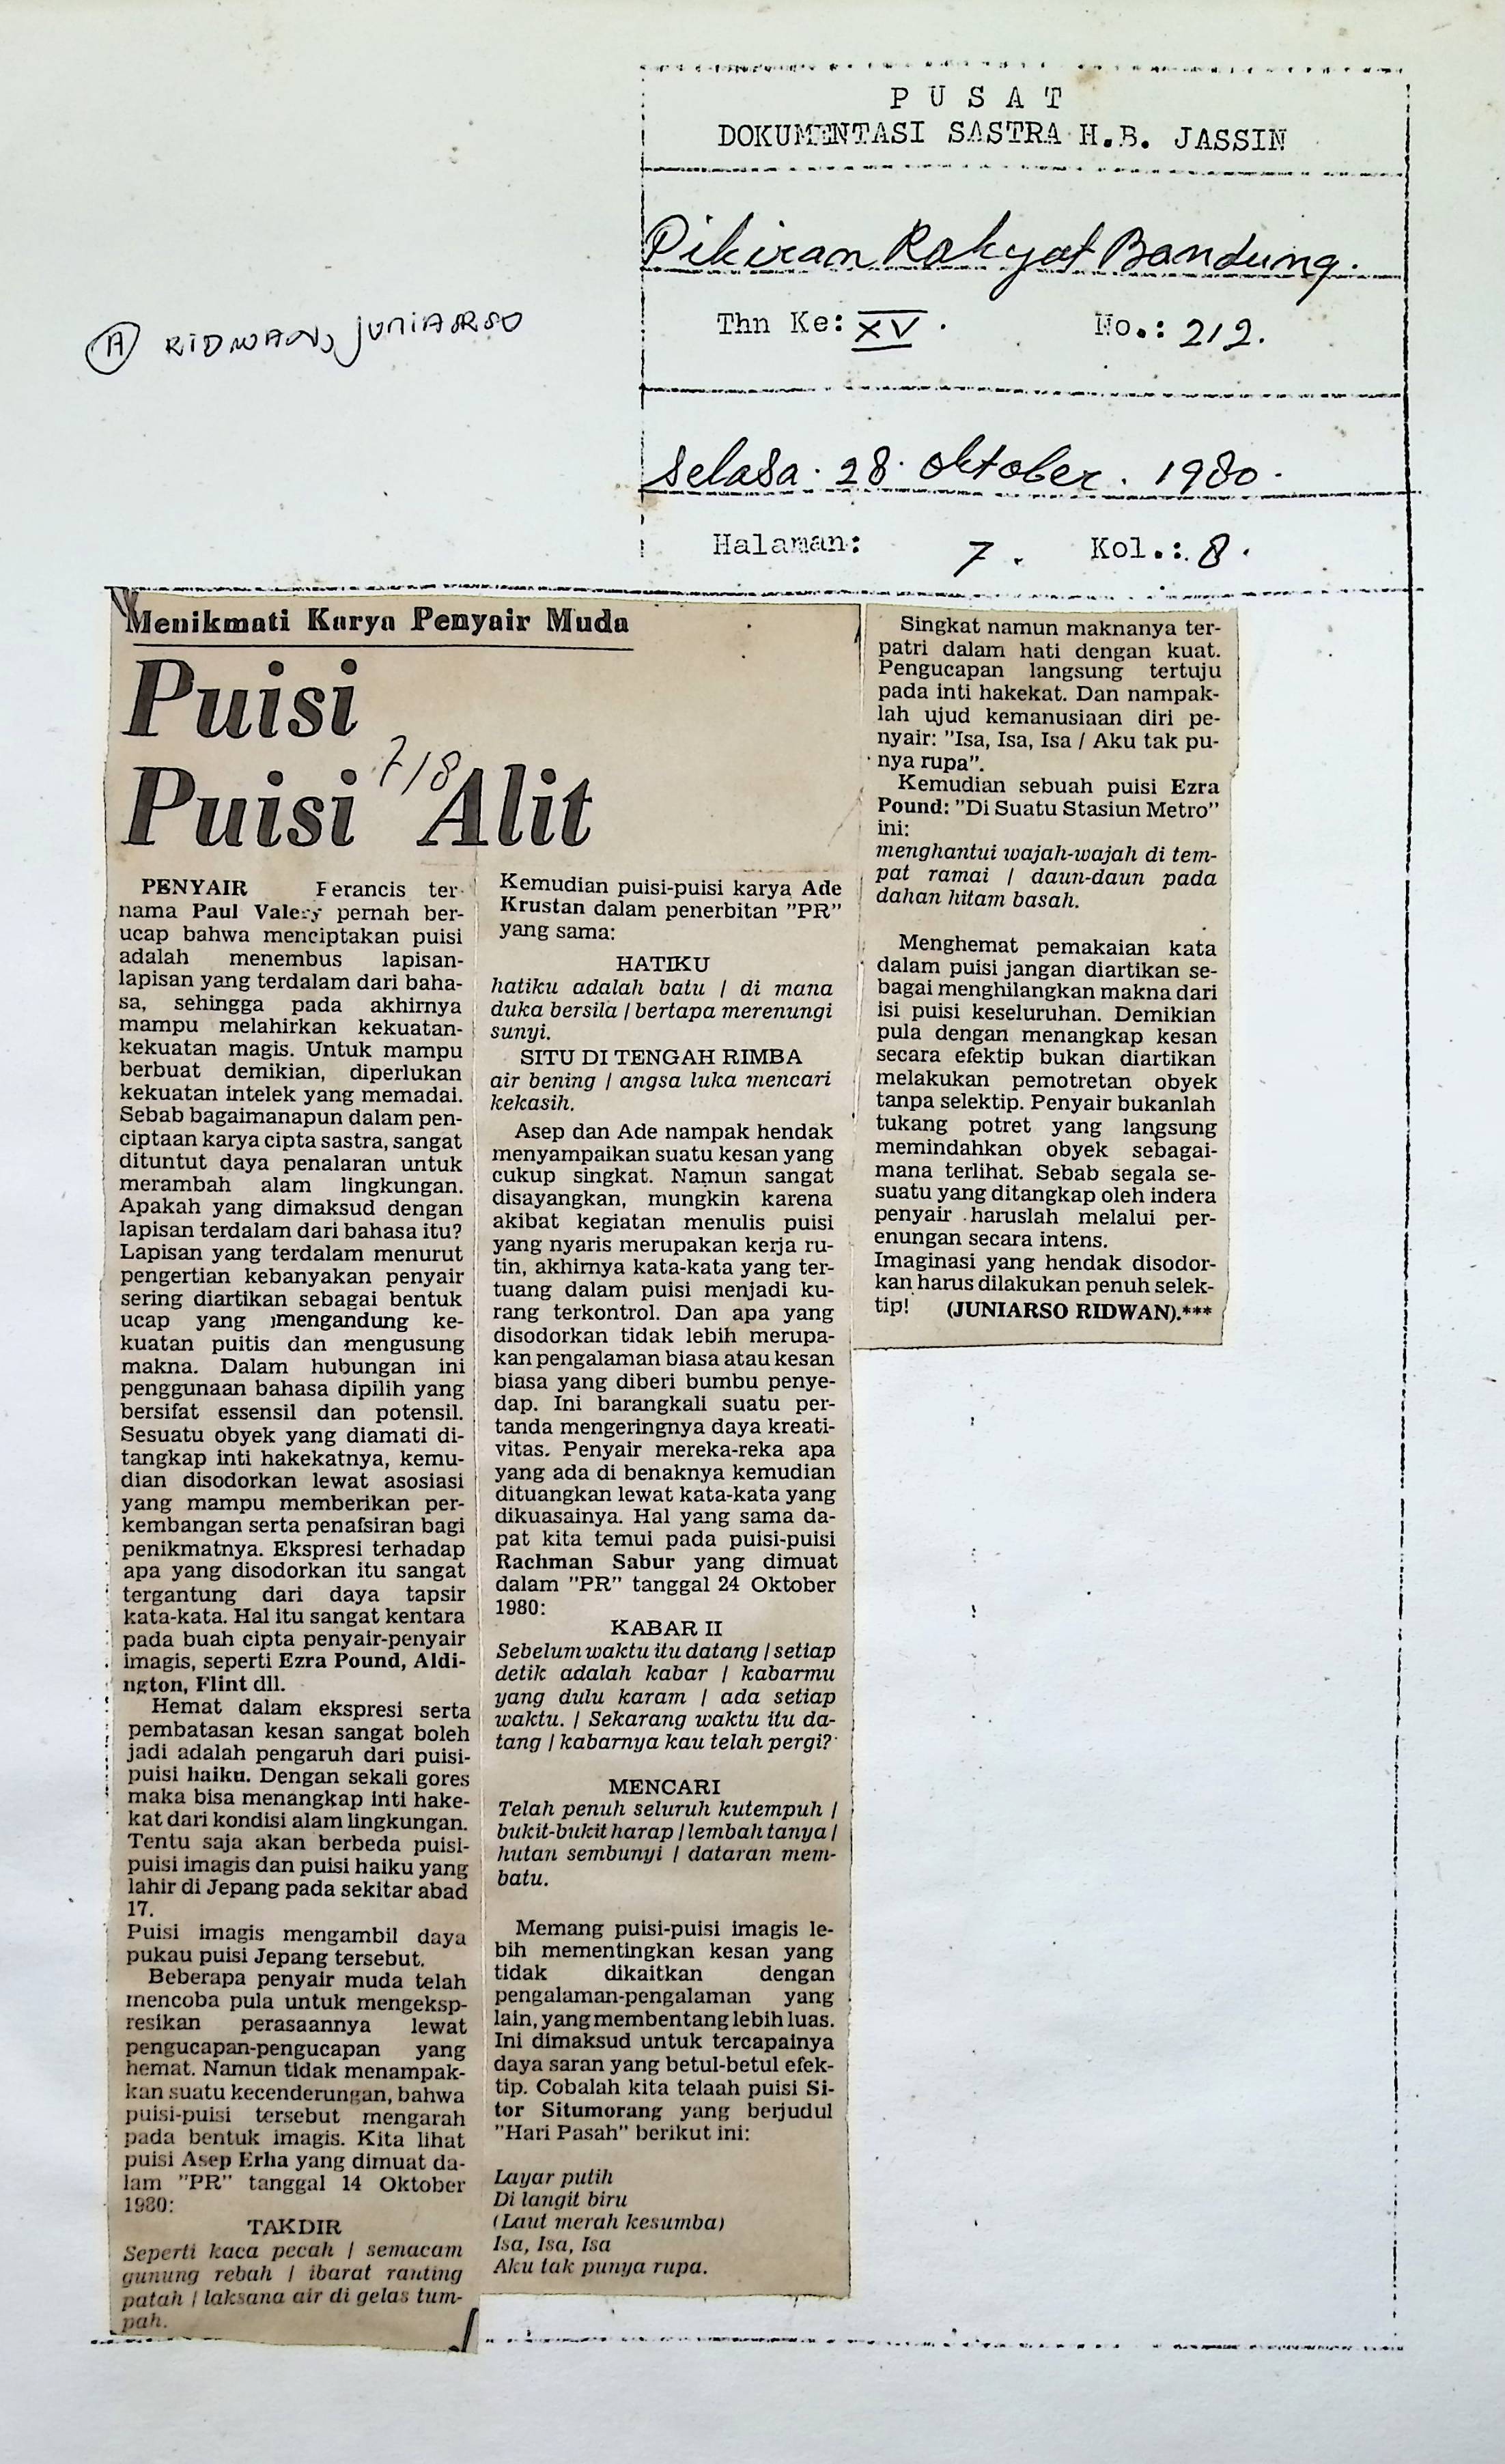 PUSAT
DOKUMENTASI SASTRA H.B. JASSIN
Pikiran Rakyat Bandung.
Thn Ke: XV. No.: 212.
Selasa. 28. Oktober. 1980.
Halaman: 7. Kol.: 8.
(A) RIDWAN, JUNIARSO
Menikmati Karya Penyair Muda
Puisi
Puisi Alit
7/8
PENYAIR Ferancis ter-
nama Paul Valery pernah ber-
ucap bahwa menciptakan puisi
adalah menembus lapisan-
lapisan yang terdalam dari baha-
sa, sehingga pada akhirnya
mampu melahirkan kekuatan-
kekuatan magis. Untuk mampu
berbuat demikian, diperlukan
kekuatan intelek yang memadai.
Sebab bagaimanapun dalam pen-
ciptaan karya cipta sastra, sangat
dituntut daya penalaran untuk
merambah alam lingkungan.
Apakah yang dimaksud dengan
lapisan terdalam dari bahasa itu?
Lapisan yang terdalam menurut
pengertian kebanyakan penyair
sering diartikan sebagai bentuk
ucap yang mengandung ke-
kuatan puitis dan mengusung
makna. Dalam hubungan ini
penggunaan bahasa dipilih yang
bersifat essensil dan potensil.
Sesuatu obyek yang diamati di-
tangkap inti hakekatnya, kemu-
dian disodorkan lewat asosiasi
yang mampu memberikan per-
kembangan serta penafsiran bagi
penikmatnya. Ekspresi terhadap
apa yang disodorkan itu sangat
tergantung dari daya tapsir
kata-kata. Hal itu sangat kentara
pada buah cipta penyair-penyair
imagis, seperti Ezra Pound, Aldi-
ngton, Flint dll.
Hemat dalam ekspresi serta
pembatasan kesan sangat boleh
jadi adalah pengaruh dari puisi-
puisi haiku. Dengan sekali gores
maka bisa menangkap inti hake-
kat dari kondisi alam lingkungan.
Tentu saja akan berbeda puisi-
puisi imagis dan puisi haiku yang
lahir di Jepang pada sekitar abad
17.
Puisi imagis mengambil daya
pukau puisi Jepang tersebut.
Beberapa penyair muda telah
mencoba pula untuk mengeksp-
resikan perasaannya lewat
pengucapan-pengucapan yang
hemat. Namun tidak menampak-
kan suatu kecenderungan, bahwa
puisi-puisi tersebut mengarah
pada bentuk imagis. Kita lihat
puisi Asep Erha yang dimuat da-
lam "PR" tanggal 14 Oktober
1980:
TAKDIR
Seperti kaca pecah / semacam
gunung rebah / ibarat ranting
patah / laksana air di gelas tum-
pah.
Kemudian puisi-puisi karya Ade
Krustan dalam penerbitan "PR"
yang sama:
HATIKU
hatiku adalah batu / di mana
duka bersila / bertapa merenungi
sunyi.
SITU DI TENGAH RIMBA
air bening / angsa luka mencari
kekasih.
Asep dan Ade nampak hendak
menyampaikan suatu kesan yang
cukup singkat. Namun sangat
disayangkan, mungkin karena
akibat kegiatan menulis puisi
yang nyaris merupakan kerja ru-
tin, akhirnya kata-kata yang ter-
tuang dalam puisi menjadi ku-
rang terkontrol. Dan apa yang
disodorkan tidak lebih merupa-
kan pengalaman biasa atau kesan
biasa yang diberi bumbu penye-
dap. Ini barangkali suatu per-
tanda mengeringnya daya kreati-
vitas. Penyair mereka-reka apa
yang ada di benaknya kemudian
dituangkan lewat kata-kata yang
dikuasainya. Hal yang sama da-
pat kita temui pada puisi-puisi
Rachman Sabur yang dimuat
dalam "PR" tanggal 24 Oktober
1980:
KABAR II
Sebelum waktu itu datang / setiap
detik adalah kabar / kabarmu
yang dulu karam / ada setiap
waktu. / Sekarang waktu itu da-
tang / kabarnya kau telah pergi?
MENCARI
Telah penuh seluruh kutempuh /
bukit-bukit harap / lembah tanya /
hutan sembunyi / dataran mem-
batu.
Memang puisi-puisi imagis le-
bih mementingkan kesan yang
tidak dikaitkan dengan
pengalaman-pengalaman yang
lain, yang membentang lebih luas.
Ini dimaksud untuk tercapainya
daya saran yang betul-betul efek-
tip. Cobalah kita telaah puisi Si-
tor Situmorang yang berjudul
"Hari Pasah" berikut ini:
Layar putih
Di langit biru
(Laut merah kesumba)
Isa, Isa, Isa
Aku tak punya rupa.
Singkat namun maknanya ter-
patri dalam hati dengan kuat.
Pengucapan langsung tertuju
pada inti hakekat. Dan nampak-
lah ujud kemanusiaan diri pe-
nyair: "Isa, Isa, Isa / Aku tak pu-
nya rupa".
Kemudian sebuah puisi Ezra
Pound: "Di Suatu Stasiun Metro"
ini:
menghantui wajah-wajah di tem-
pat ramai / daun-daun pada
dahan hitam basah.
Menghemat pemakaian kata
dalam puisi jangan diartikan se-
bagai menghilangkan makna dari
isi puisi keseluruhan. Demikian
pula dengan menangkap kesan
secara efektip bukan diartikan
melakukan pemotretan obyek
tanpa selektip. Penyair bukanlah
tukang potret yang langsung
memindahkan obyek sebagai-
mana terlihat. Sebab segala se-
suatu yang ditangkap oleh indera
penyair haruslah melalui per-
enungan secara intens.
Imaginasi yang hendak disodor-
kan harus dilakukan penuh selek-
tip! (JUNIARSO RIDWAN).***